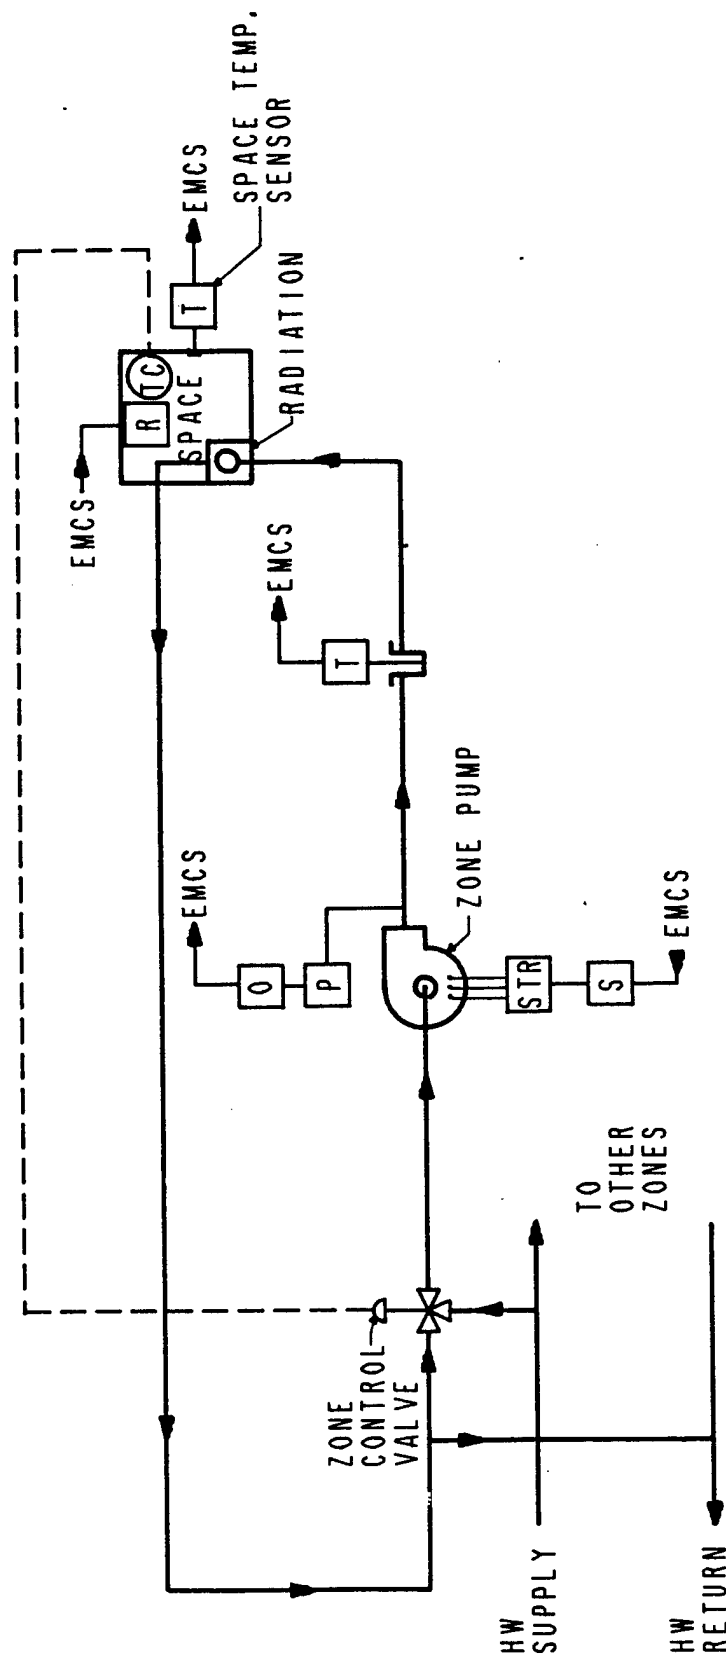 EMCS
SPACE TEMP.
SENSOR
T
TC
R
SPACE
RADIATION
EMCS
EMCS
T
EMCS
O
P
ZONE PUMP
STR
S
EMCS
ZONE
CONTROL
VALVE
TO
OTHER
ZONES
HW
SUPPLY
HW
RETURN